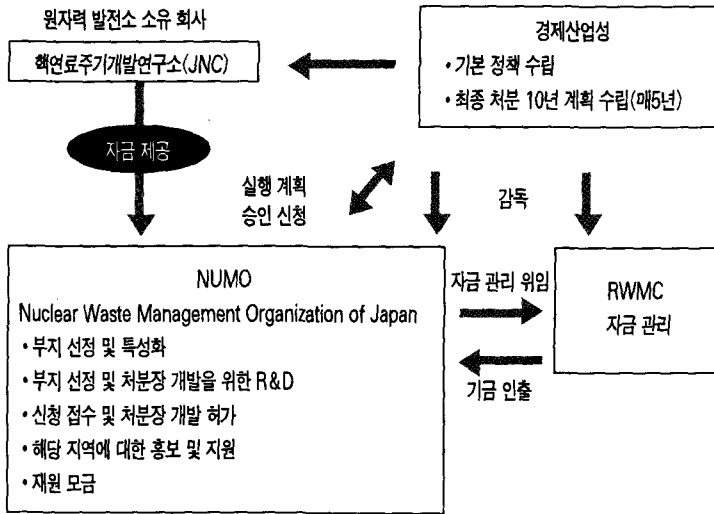 원자력 발전소 소유 회사
핵연료주기개발연구소(JNC)
경제산업성
• 기본 정책 수립
• 최종 처분 10년 계획 수립(매5년)
자금 제공
실행 계획
승인 신청
감독
NUMO
Nuclear Waste Management Organization of Japan
• 부지 선정 및 특성화
• 부지 선정 및 처분장 개발을 위한 R&D
• 신청 접수 및 처분장 개발 허가
• 해당 지역에 대한 홍보 및 지원
• 재원 모금
자금 관리 위임
기금 인출
RWMC
자금 관리